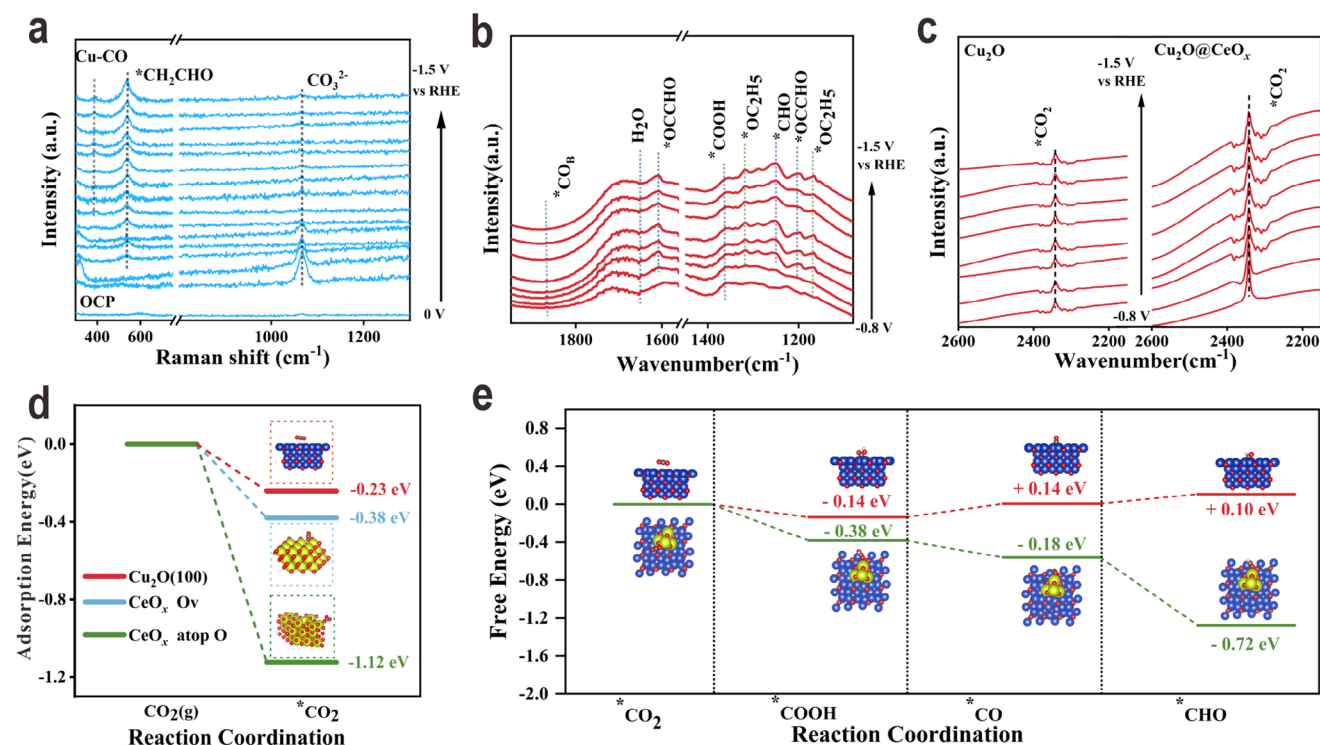 a
Cu-CO
*CH2CHO
CO3^2-
-1.5 V
vs RHE
OCP
0 V
Intensity (a.u.)
400 600 1000 1200
Raman shift (cm-1)
b
*CO_B
H2O
*OCCHO
*COOH
*OC2H5
*CHO
*OCCHO
*OC2H5
-1.5 V
vs RHE
-0.8 V
Intensity(a.u.)
1800 1600 1400 1200
Wavenumber(cm-1)
c
Cu2O
Cu2O@CeOx
-1.5 V
vs RHE
*CO2
*CO2
-0.8 V
Intensity(a.u.)
2600 2400 2200 2600 2400 2200
Wavenumber(cm-1)
d
0.0
-0.4
-0.8
-1.2
Adsorption Energy(eV)
-0.23 eV
-0.38 eV
-1.12 eV
Cu2O(100)
CeOx Ov
CeOx atop O
CO2(g) *CO2
Reaction Coordination
e
0.8
0.4
0.0
-0.4
-0.8
-1.2
-1.6
-2.0
Free Energy (eV)
- 0.14 eV
+ 0.14 eV
+ 0.10 eV
- 0.38 eV
- 0.18 eV
- 0.72 eV
*CO2 *COOH *CO *CHO
Reaction Coordination